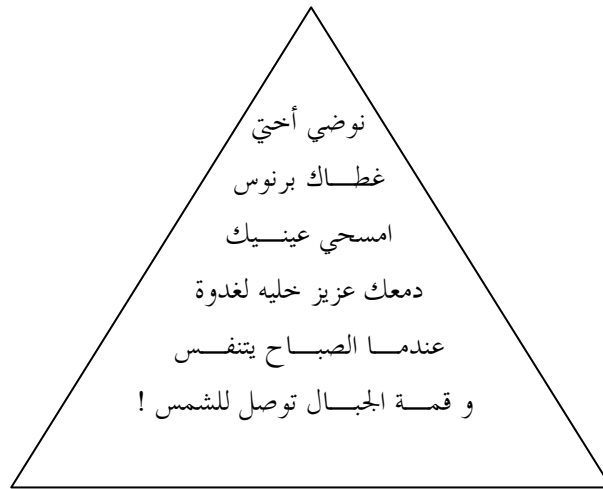 نوضي أختي
غطـــاك برنوس
امسحي عينـــيك
دمعك عزيز خليه لغدوة
عندمـــا الصبـــاح يتنفـــس
و قمـــة الجبـــال توصل للشمس !